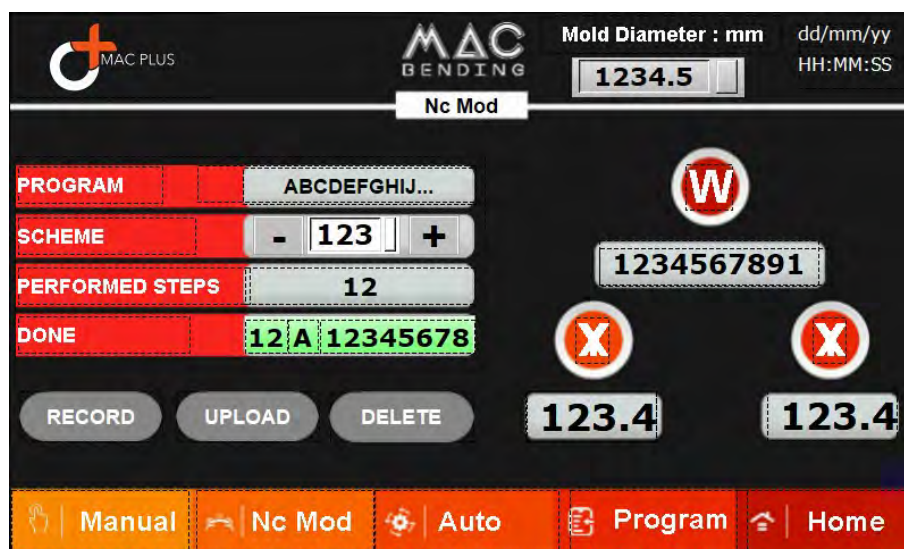 MAC PLUS
MAC
BENDING
Mold Diameter : mm
1234.5
dd/mm/yy
HH:MM:SS
Nc Mod
PROGRAM ABCDEFGHIJ...
SCHEME - 123 +
PERFORMED STEPS 12
DONE 12 A 12345678
W
1234567891
X X
123.4 123.4
RECORD UPLOAD DELETE
Manual Nc Mod Auto Program Home